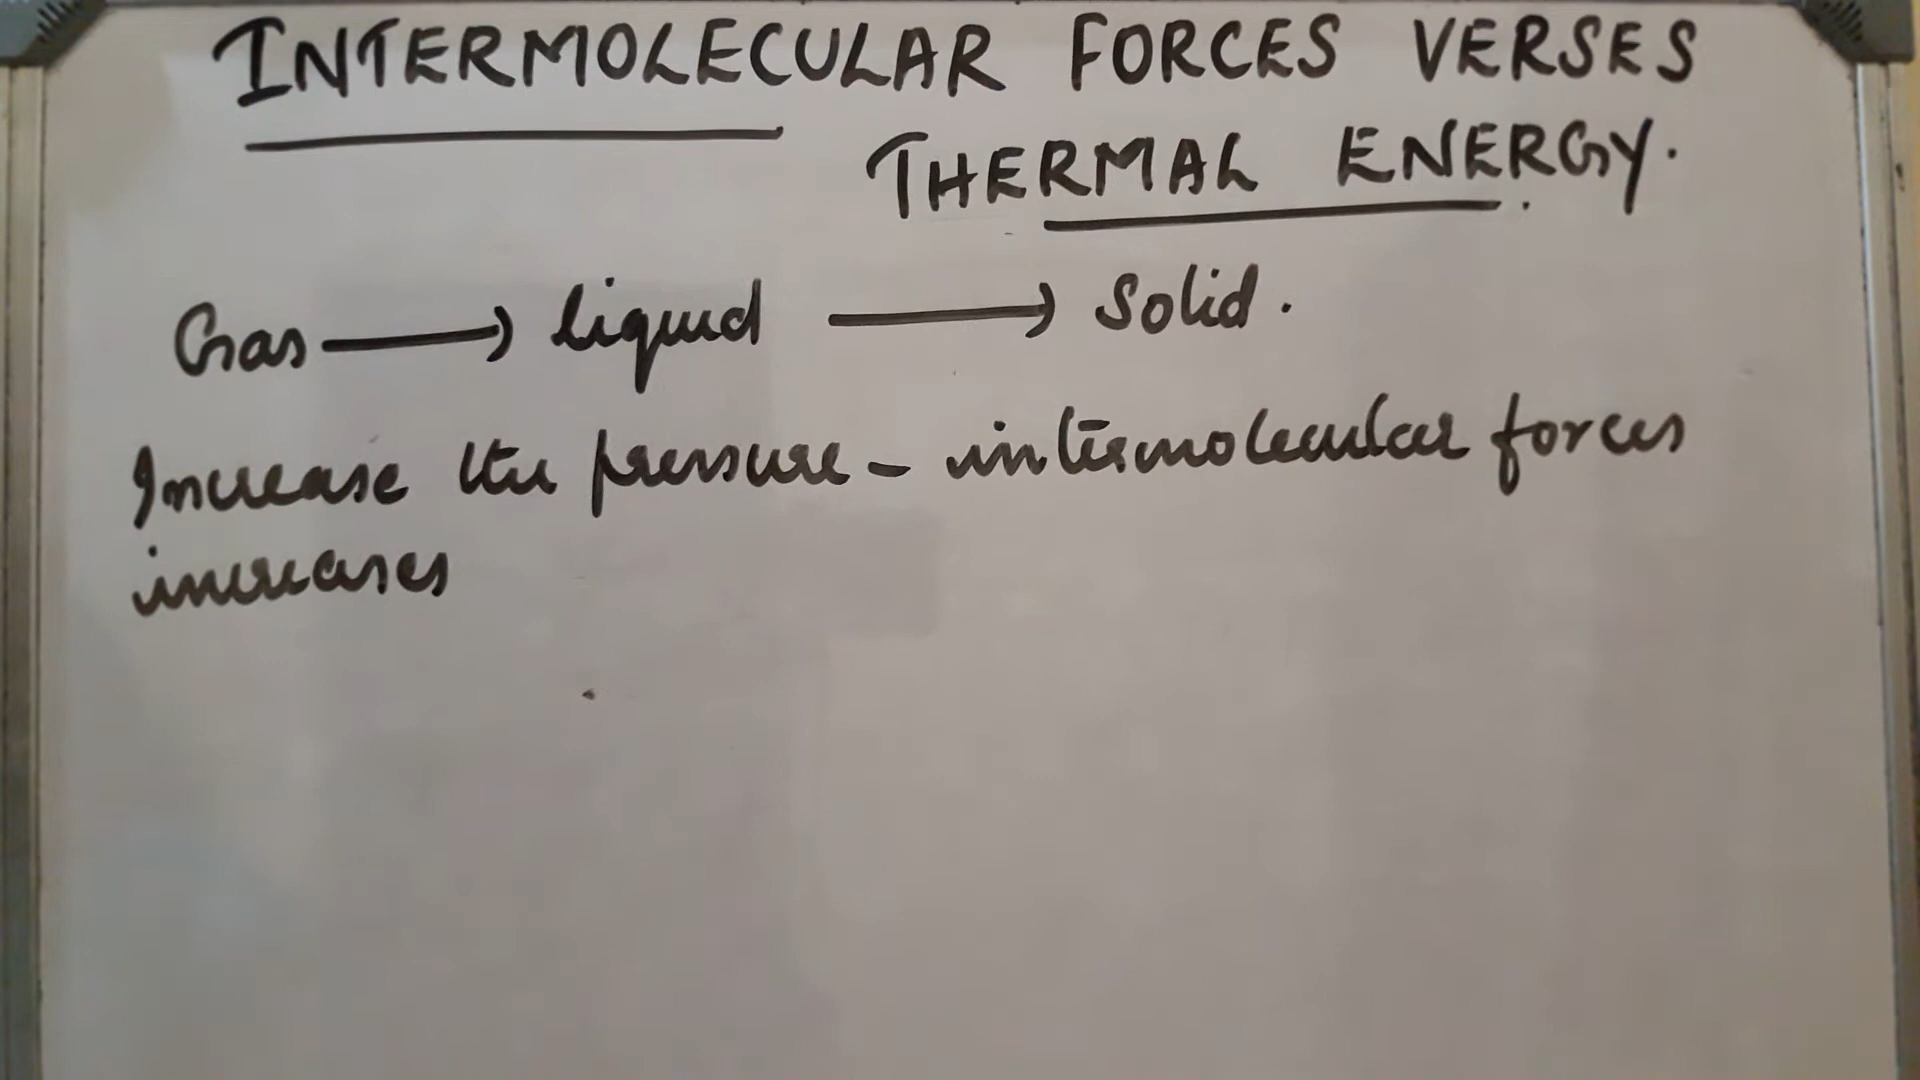 INTERMOLECULAR FORCES VERSES
THERMAL ENERGY.
Gas → liquid → Solid.
Increase the pressure - intermolecular forces
increases